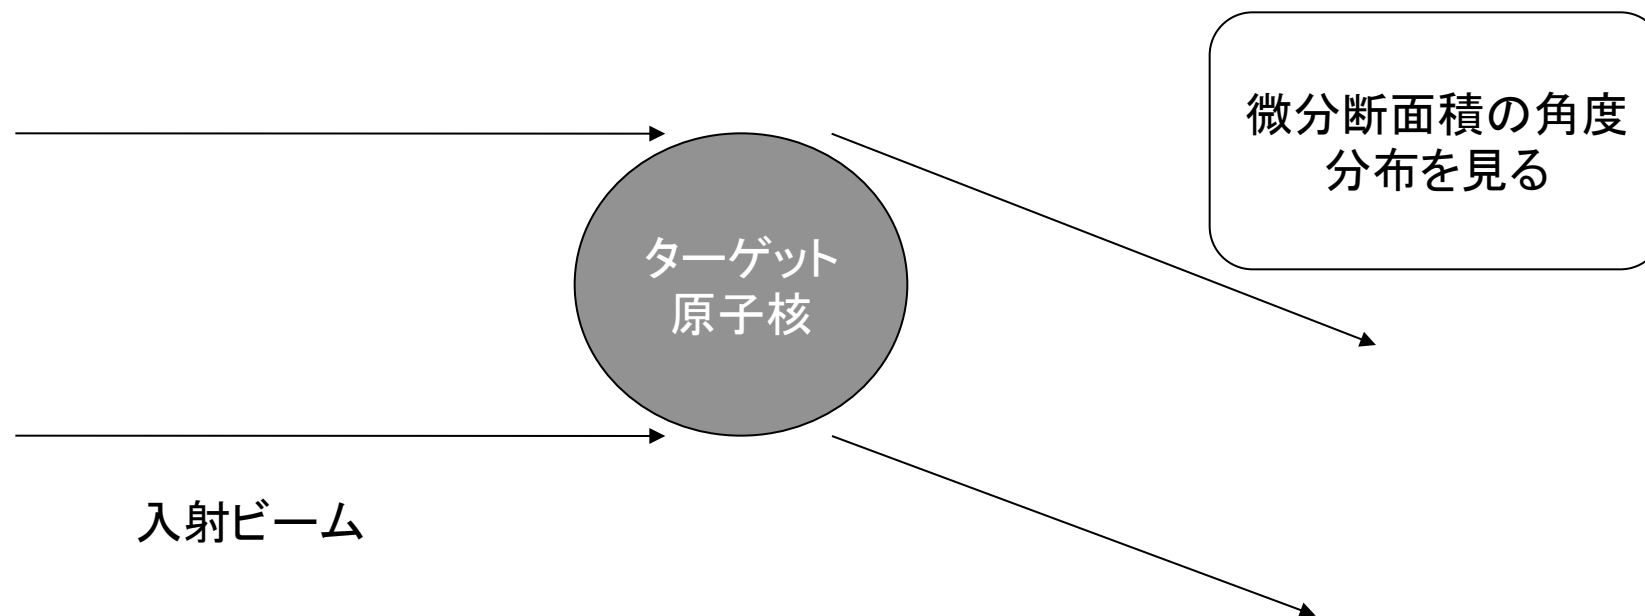 微分断面積の角度
分布を見る
ターゲット
原子核
入射ビーム